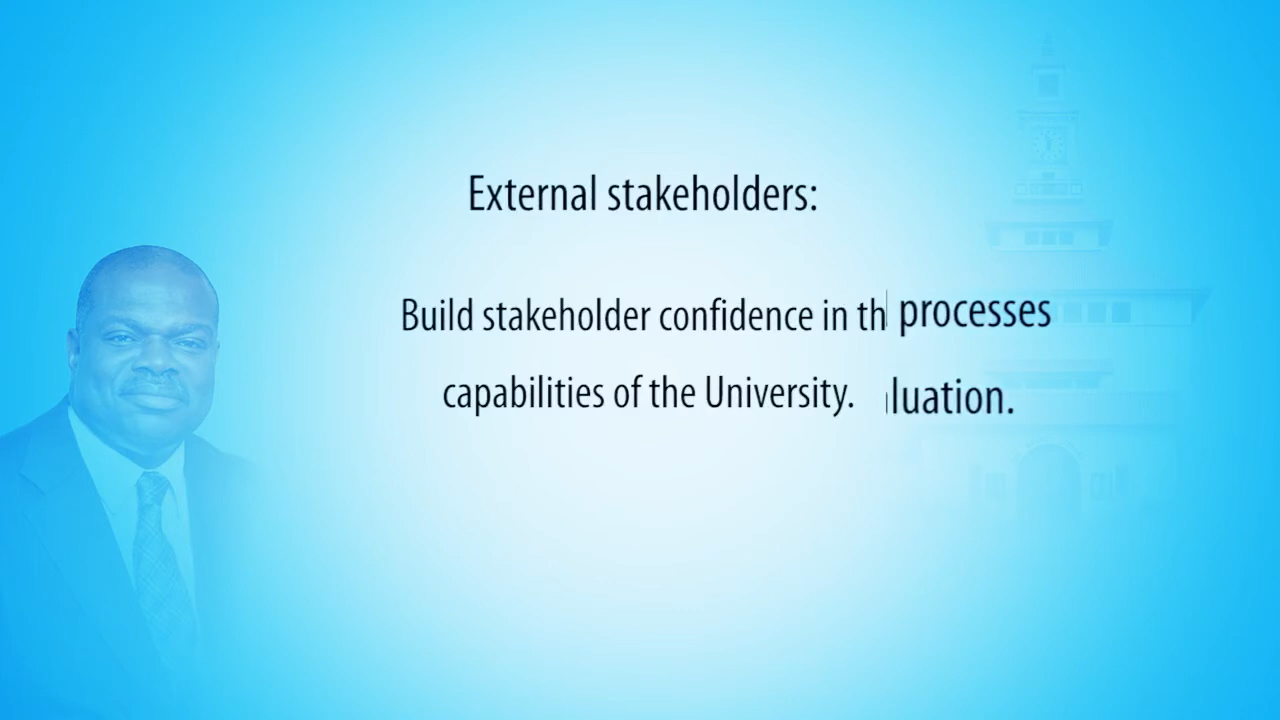 External stakeholders:
Build stakeholder confidence in th processes
capabilities of the University. luation.